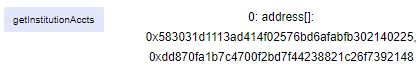 getInstitutionAccts
0: address[]:
0x583031d1113ad414f02576bd6afabfb302140225,
0xdd870fa1b7c4700f2bd7f44238821c26f7392148